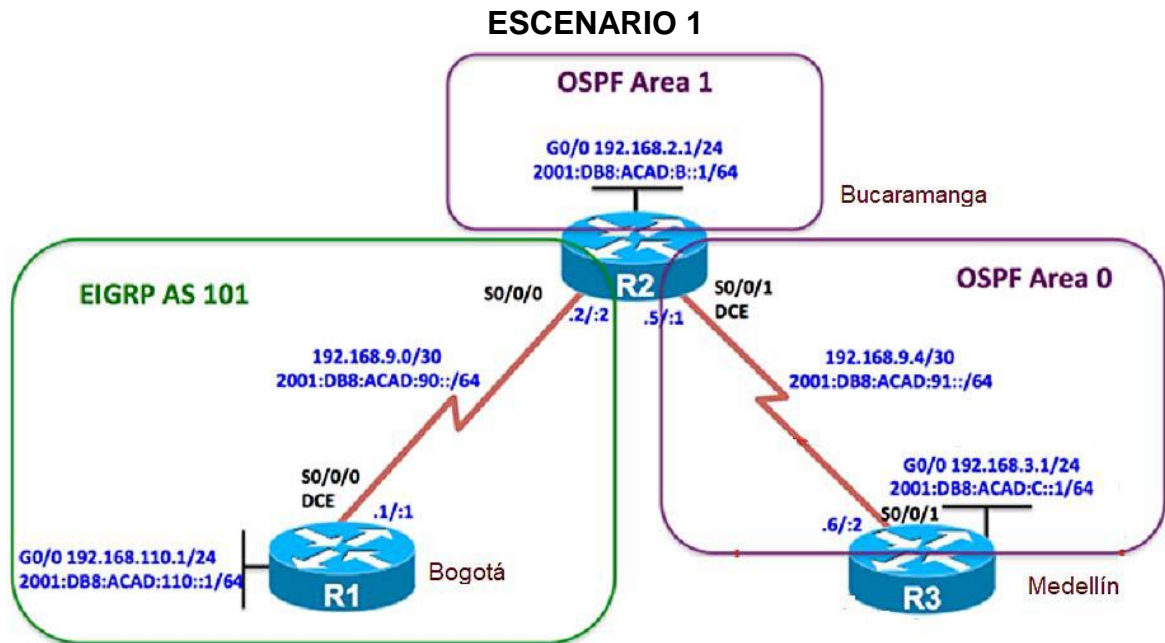 ESCENARIO 1
OSPF Area 1
G0/0 192.168.2.1/24
2001:DB8:ACAD:B::1/64
Bucaramanga
R2
EIGRP AS 101
S0/0/0
.2/:2
.5/:1
S0/0/1
DCE
OSPF Area 0
192.168.9.0/30
2001:DB8:ACAD:90::/64
192.168.9.4/30
2001:DB8:ACAD:91::/64
S0/0/0
DCE
.1/:1
G0/0 192.168.3.1/24
2001:DB8:ACAD:C::1/64
.6/:2
S0/0/1
G0/0 192.168.110.1/24
2001:DB8:ACAD:110::1/64
R1
Bogotá
R3
Medellín